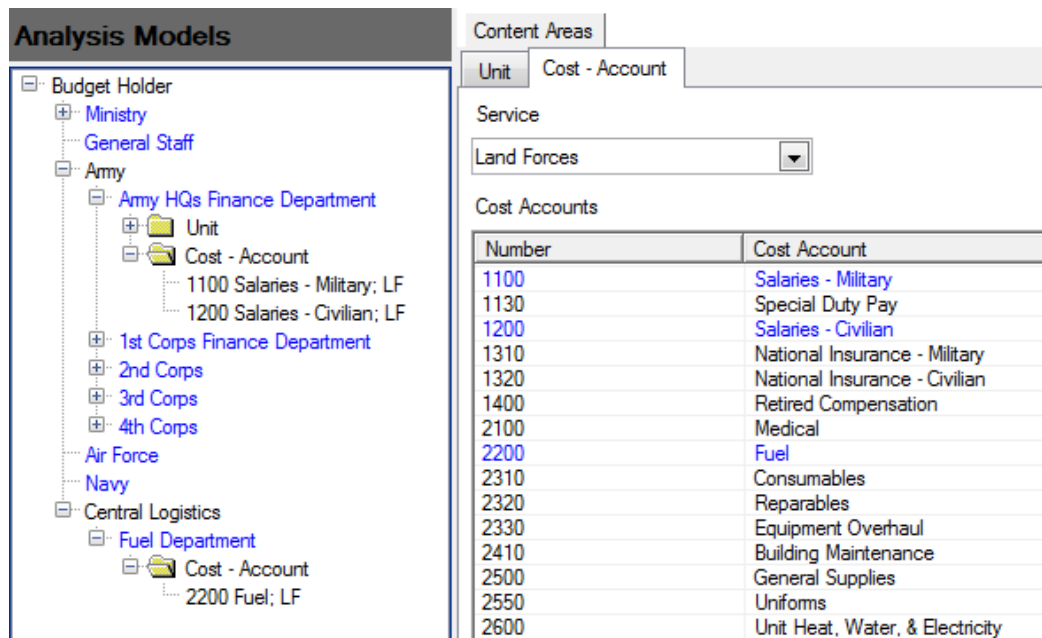 Analysis Models
Budget Holder
Ministry
General Staff
Army
Army HQs Finance Department
Unit
Cost - Account
1100 Salaries - Military; LF
1200 Salaries - Civilian; LF
1st Corps Finance Department
2nd Corps
3rd Corps
4th Corps
Air Force
Navy
Central Logistics
Fuel Department
Cost - Account
2200 Fuel; LF
Content Areas
Unit Cost - Account
Service
Land Forces
Cost Accounts
Number Cost Account
1100 Salaries - Military
1130 Special Duty Pay
1200 Salaries - Civilian
1310 National Insurance - Military
1320 National Insurance - Civilian
1400 Retired Compensation
2100 Medical
2200 Fuel
2310 Consumables
2320 Reparables
2330 Equipment Overhaul
2410 Building Maintenance
2500 General Supplies
2550 Uniforms
2600 Unit Heat, Water, & Electricity